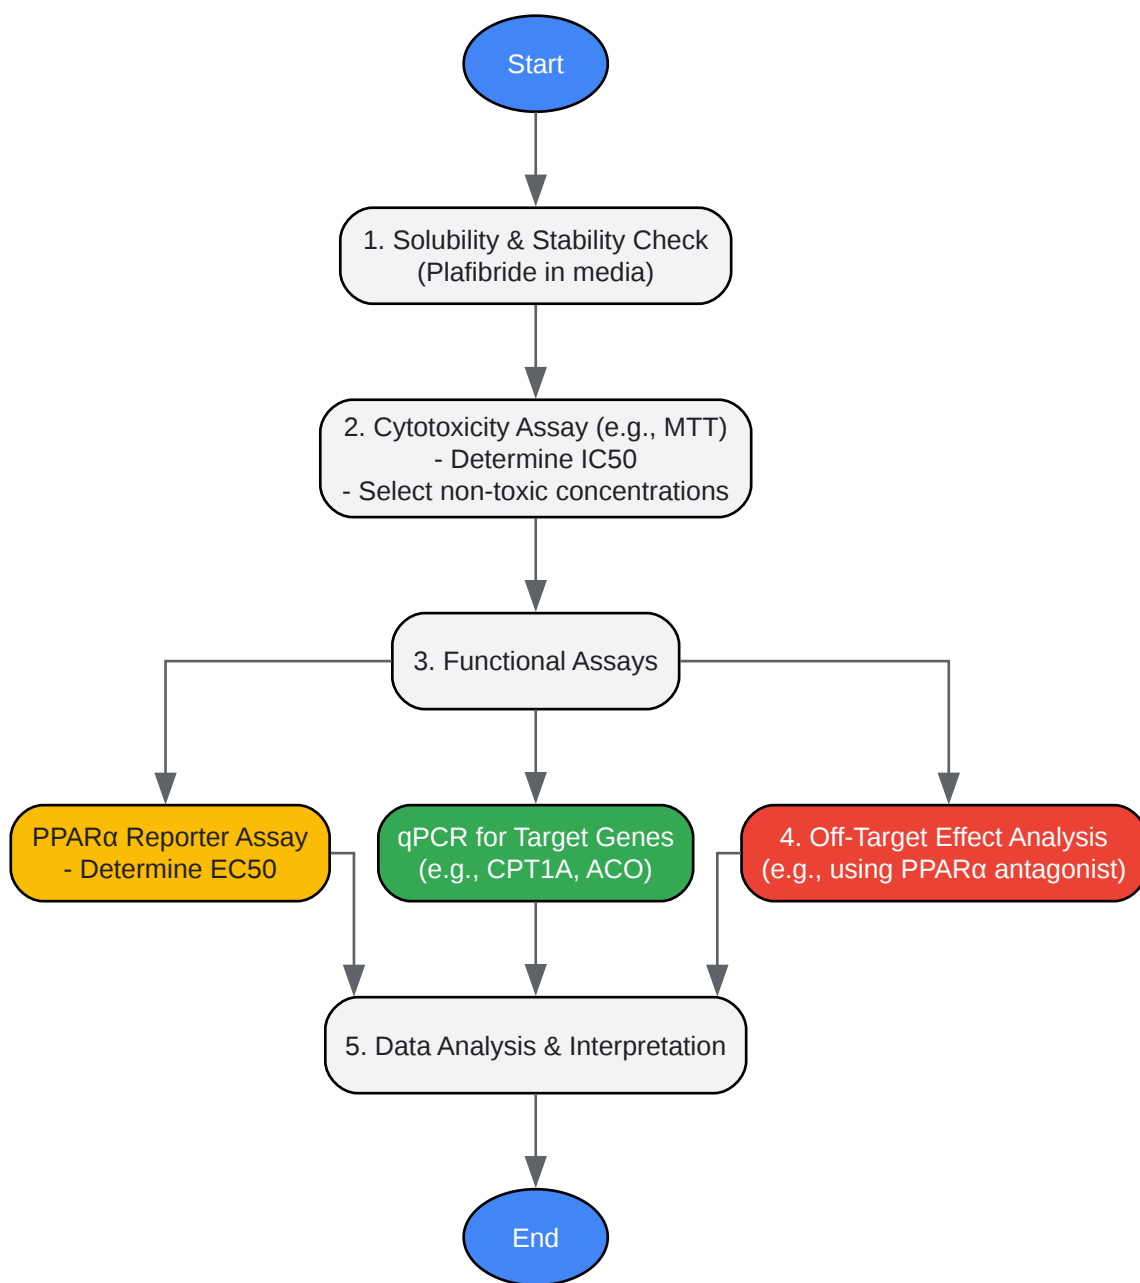 Start
1. Solubility & Stability Check
(Plafibride in media)
2. Cytotoxicity Assay (e.g., MTT)
- Determine IC50
- Select non-toxic concentrations
3. Functional Assays
PPARα Reporter Assay
- Determine EC50
qPCR for Target Genes
(e.g., CPT1A, ACO)
4. Off-Target Effect Analysis
(e.g., using PPARα antagonist)
5. Data Analysis & Interpretation
End